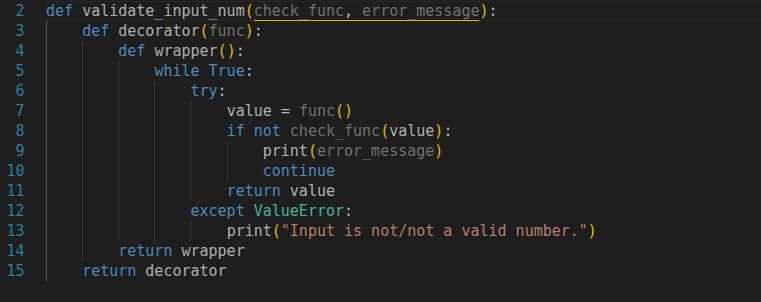 2 def validate_input_num(check_func, error_message):
3     def decorator(func):
4         def wrapper():
5             while True:
6                 try:
7                     value = func()
8                     if not check_func(value):
9                         print(error_message)
10                         continue
11                     return value
12                 except ValueError:
13                     print("Input is not/not a valid number.")
14         return wrapper
15     return decorator